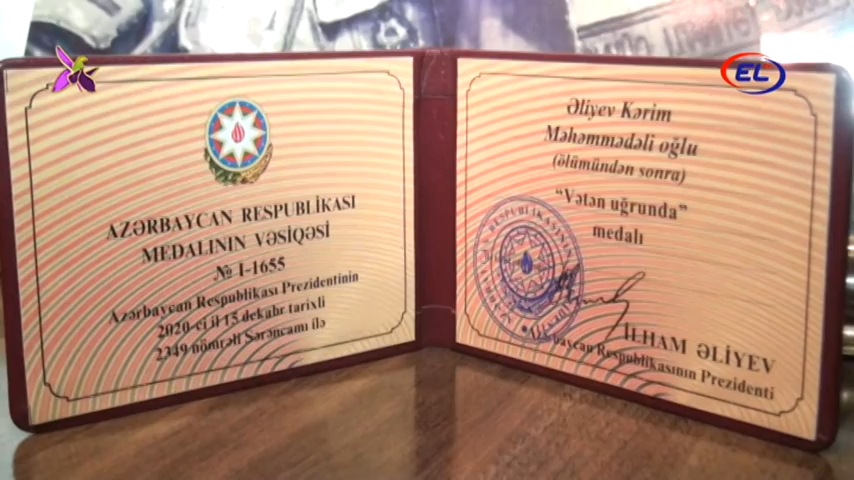 AZƏRBAYCAN RESPUBLİKASI
MEDALININ VƏSİQƏSİ
№ I-1655
Azərbaycan Respublikası Prezidentinin
2020-ci il 15 dekabr tarixli
2349 nömrəli Sərəncamı ilə
EL
Əliyev Kərim
Məhəmmədəli oğlu
(ölümündən sonra)
"Vətən uğrunda"
medalı
İLHAM ƏLİYEV
Respublikasının Prezidenti